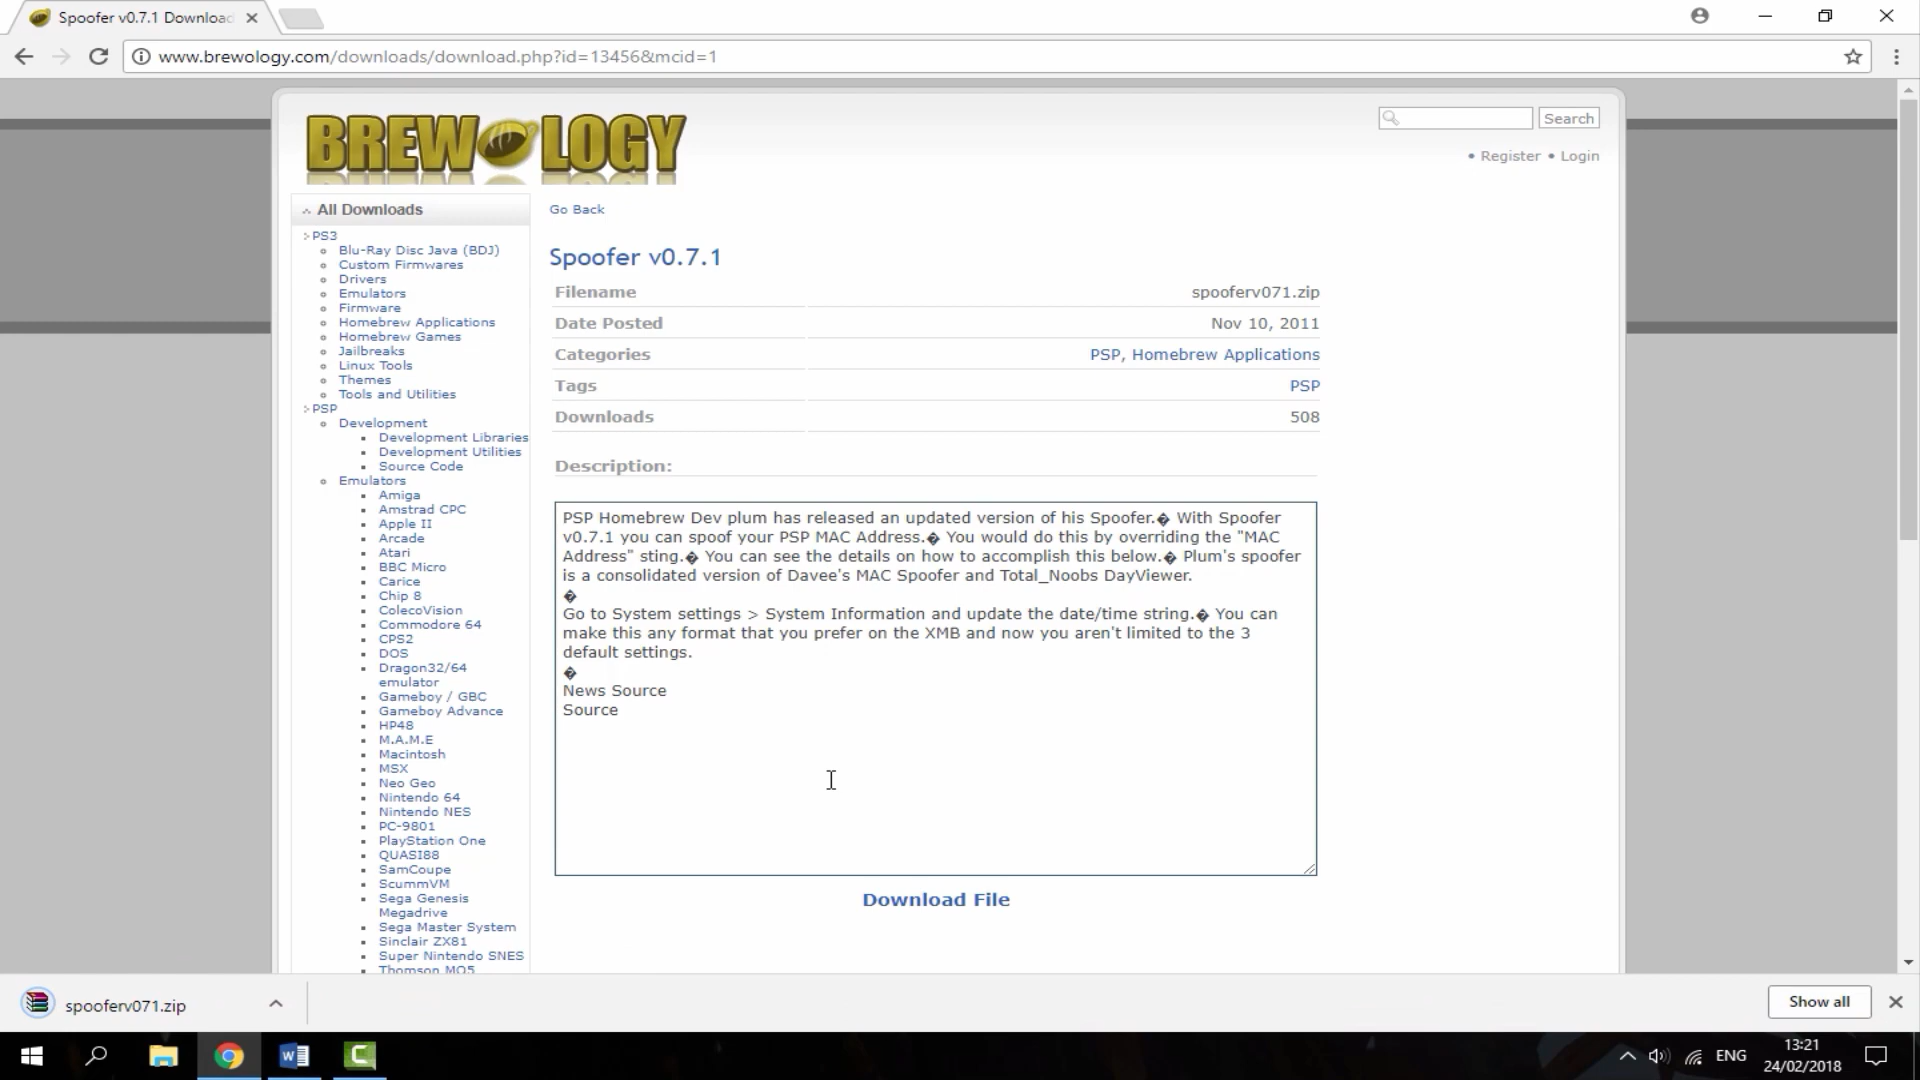 Spoofer v0.7.1 Download
www.brewology.com/downloads/download.php?id=13456&mcid=1
BREWOLOGY
Search
• Register • Login
All Downloads
PS3
Blu-Ray Disc Java (BDJ)
Custom Firmwares
Drivers
Emulators
Firmware
Homebrew Applications
Homebrew Games
Jailbreaks
Linux Tools
Themes
Tools and Utilities
PSP
Development
Development Libraries
Development Utilities
Source Code
Emulators
Amiga
Amstrad CPC
Apple II
Arcade
Atari
BBC Micro
Carice
Chip 8
ColecoVision
Commodore 64
CPS2
DOS
Dragon32/64
emulator
Gameboy / GBC
Gameboy Advance
HP48
M.A.M.E
Macintosh
MSX
Neo Geo
Nintendo 64
Nintendo NES
PC-9801
PlayStation One
QUASI88
SamCoupe
ScummVM
Sega Genesis
Megadrive
Sega Master System
Sinclair ZX81
Super Nintendo SNES
Thomson MO5
Go Back
Spoofer v0.7.1
Filename spooferv071.zip
Date Posted Nov 10, 2011
Categories PSP, Homebrew Applications
Tags PSP
Downloads 508
Description:
PSP Homebrew Dev plum has released an updated version of his Spoofer.� With Spoofer
v0.7.1 you can spoof your PSP MAC Address.� You would do this by overriding the "MAC
Address" sting.� You can see the details on how to accomplish this below.� Plum's spoofer
is a consolidated version of Davee's MAC Spoofer and Total_Noobs DayViewer.
�
Go to System settings > System Information and update the date/time string.� You can
make this any format that you prefer on the XMB and now you aren't limited to the 3
default settings.
�
News Source
Source
Download File
spooferv071.zip
Show all
ENG
13:21
24/02/2018